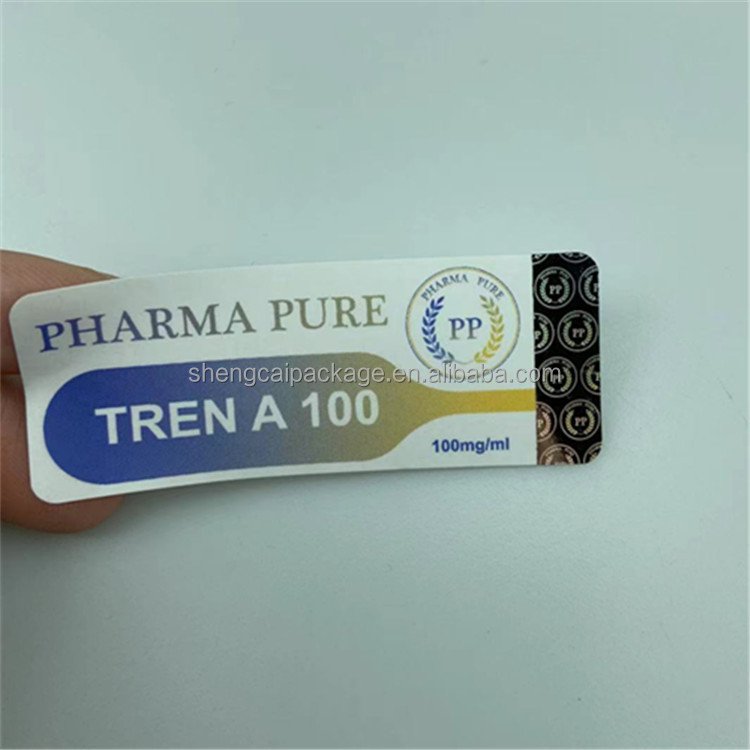 PHARMA PURE
PHARMA PURE
PP
shengcaipackage.en.alibaba.com
TREN A 100
100mg/ml